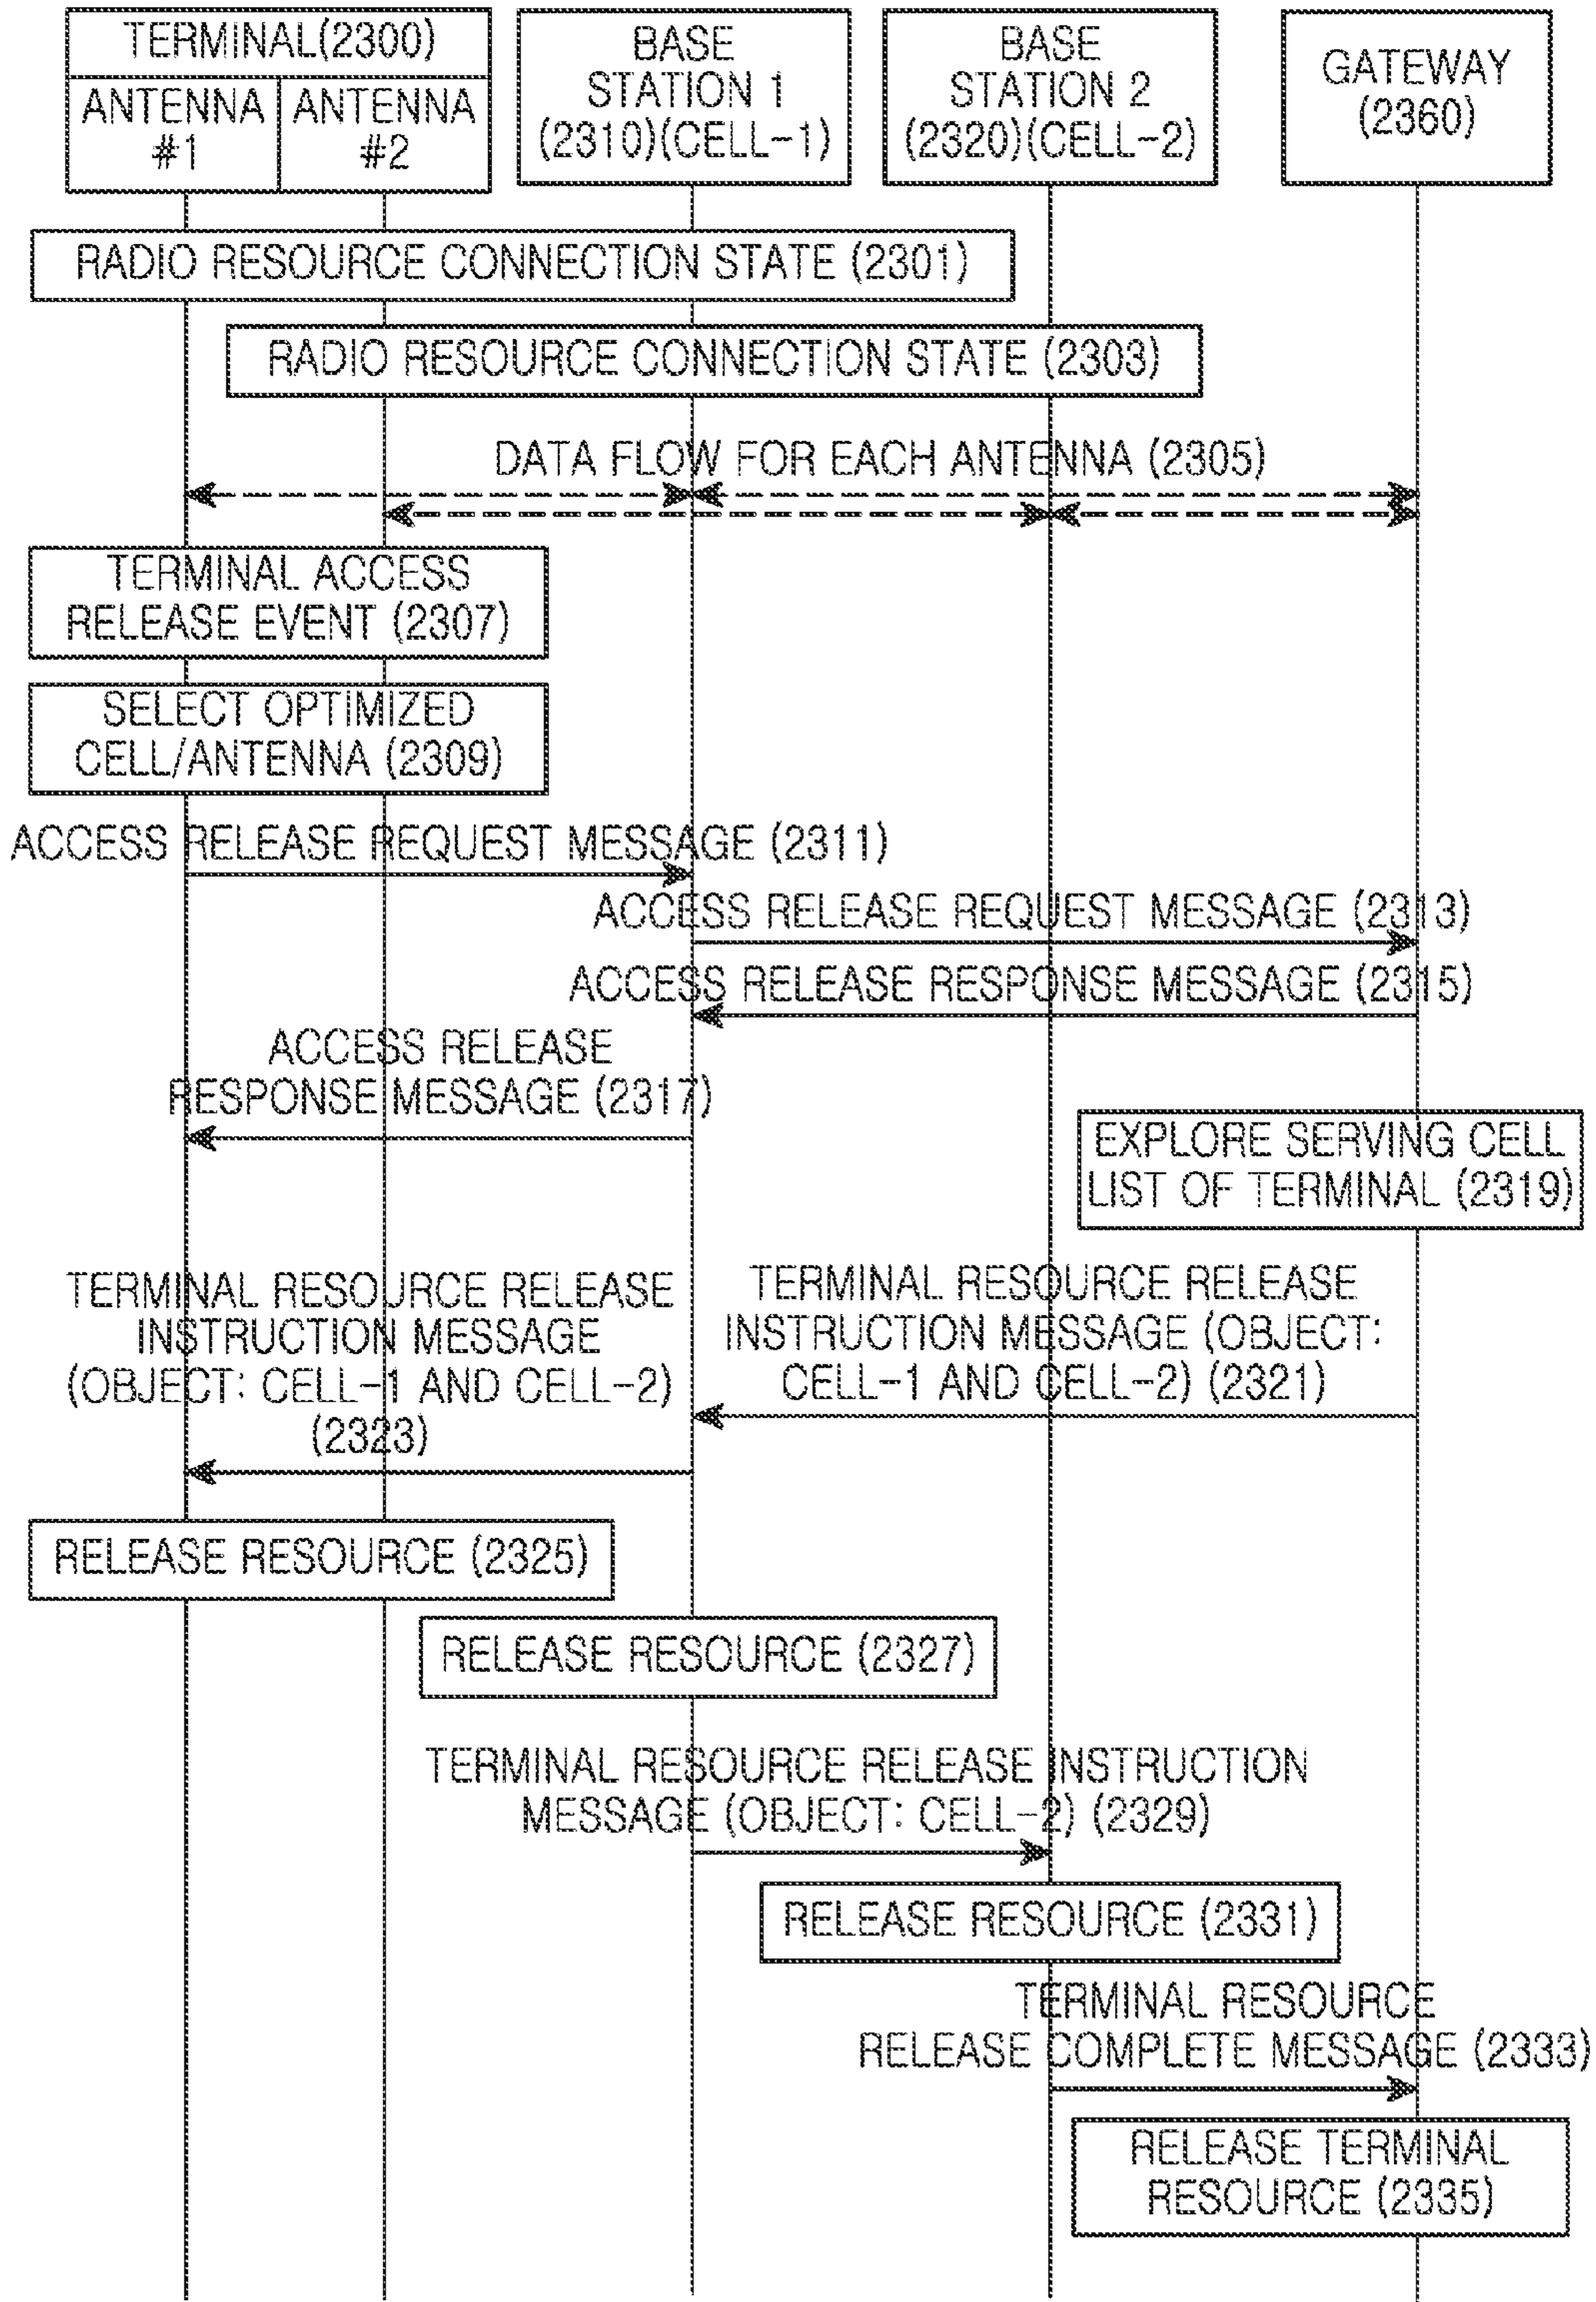 TERMINAL(2300)
ANTENNA
#1
ANTENNA
#2
BASE
STATION 1
(2310)(CELL-1)
BASE
STATION 2
(2320)(CELL-2)
GATEWAY
(2360)
RADIO RESOURCE CONNECTION STATE (2301)
RADIO RESOURCE CONNECTION STATE (2303)
DATA FLOW FOR EACH ANTENNA (2305)
TERMINAL ACCESS
RELEASE EVENT (2307)
SELECT OPTIMIZED
CELL/ANTENNA (2309)
ACCESS RELEASE REQUEST MESSAGE (2311)
ACCESS RELEASE REQUEST MESSAGE (2313)
ACCESS RELEASE RESPONSE MESSAGE (2315)
ACCESS RELEASE
RESPONSE MESSAGE (2317)
EXPLORE SERVING CELL
LIST OF TERMINAL (2319)
TERMINAL RESOURCE RELEASE
INSTRUCTION MESSAGE (OBJECT:
CELL-1 AND CELL-2) (2321)
TERMINAL RESOURCE RELEASE
INSTRUCTION MESSAGE
(OBJECT: CELL-1 AND CELL-2)
(2323)
RELEASE RESOURCE (2325)
RELEASE RESOURCE (2327)
TERMINAL RESOURCE RELEASE INSTRUCTION
MESSAGE (OBJECT: CELL-2) (2329)
RELEASE RESOURCE (2331)
TERMINAL RESOURCE
RELEASE COMPLETE MESSAGE (2333)
RELEASE TERMINAL
RESOURCE (2335)